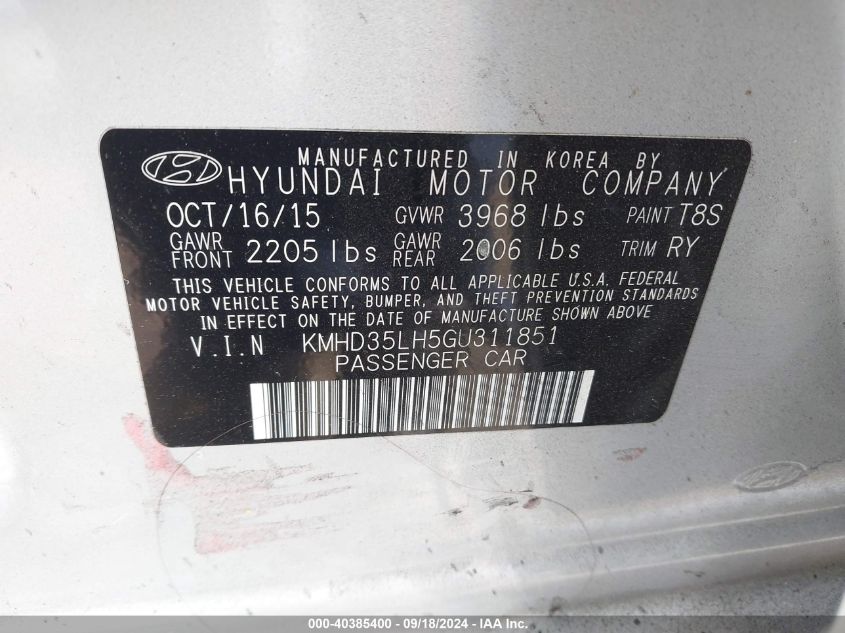 MANUFACTURED IN KOREA BY
HYUNDAI MOTOR COMPANY
OCT/16/15 GVWR 3968 lbs PAINT T8S
GAWR FRONT 2205 lbs GAWR REAR 2006 lbs TRIM RY
THIS VEHICLE CONFORMS TO ALL APPLICABLE U.S.A. FEDERAL
MOTOR VEHICLE SAFETY, BUMPER, AND THEFT PREVENTION STANDARDS
IN EFFECT ON THE DATE OF MANUFACTURE SHOWN ABOVE
V.I.N KMHD35LH5GU311851
PASSENGER CAR
000-40385400 - 09/18/2024 - IAA Inc.